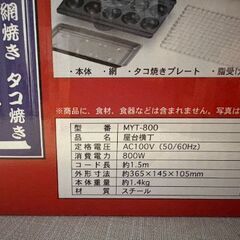 網焼き タコ焼き
・本体 ・網 ・タコ焼きプレート ・脂受け
※商品に、食材、食器などは含まれません。写真は
型番 MYT-800
品名 屋台横丁
定格電圧 AC100V (50/60Hz)
消費電力 800W
コード長 約1.5m
外形寸法 約365×145×105mm
本体重量 約1.4kg
材質 スチール